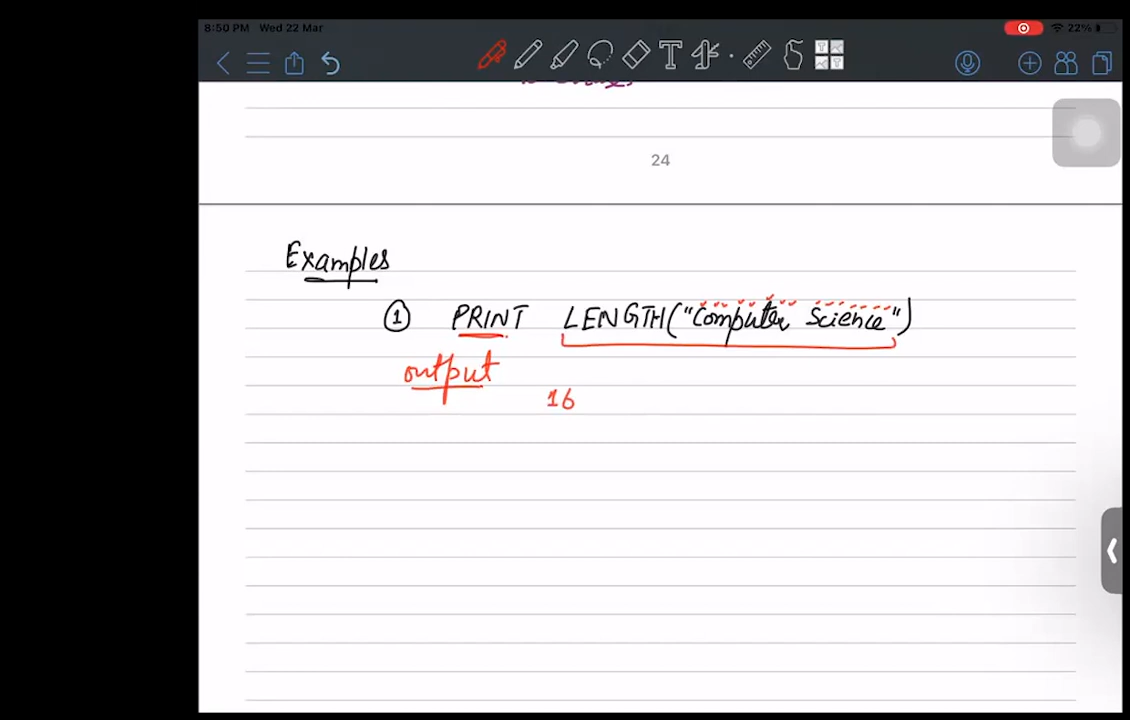 8:50 PM Wed 22 Mar
22%
24
Examples
1 PRINT LENGTH("Computer Science")
output
16